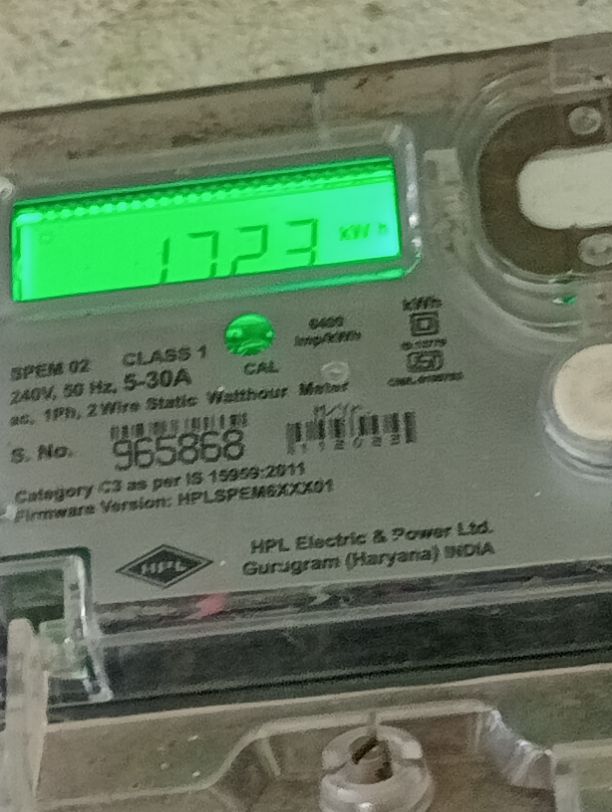 1723 kWh
6400
imp/kWh
kWh
SPEM 02 CLASS 1
CAL
240V, 50 Hz, 5-30A
ac, 1Ph, 2 Wire Static Watthour Meter
S. No. 965868
Category C3 as per IS 15959:2011
Firmware Version: HPLSPEM6XXX01
HPL
HPL Electric & Power Ltd.
Gurugram (Haryana) INDIA